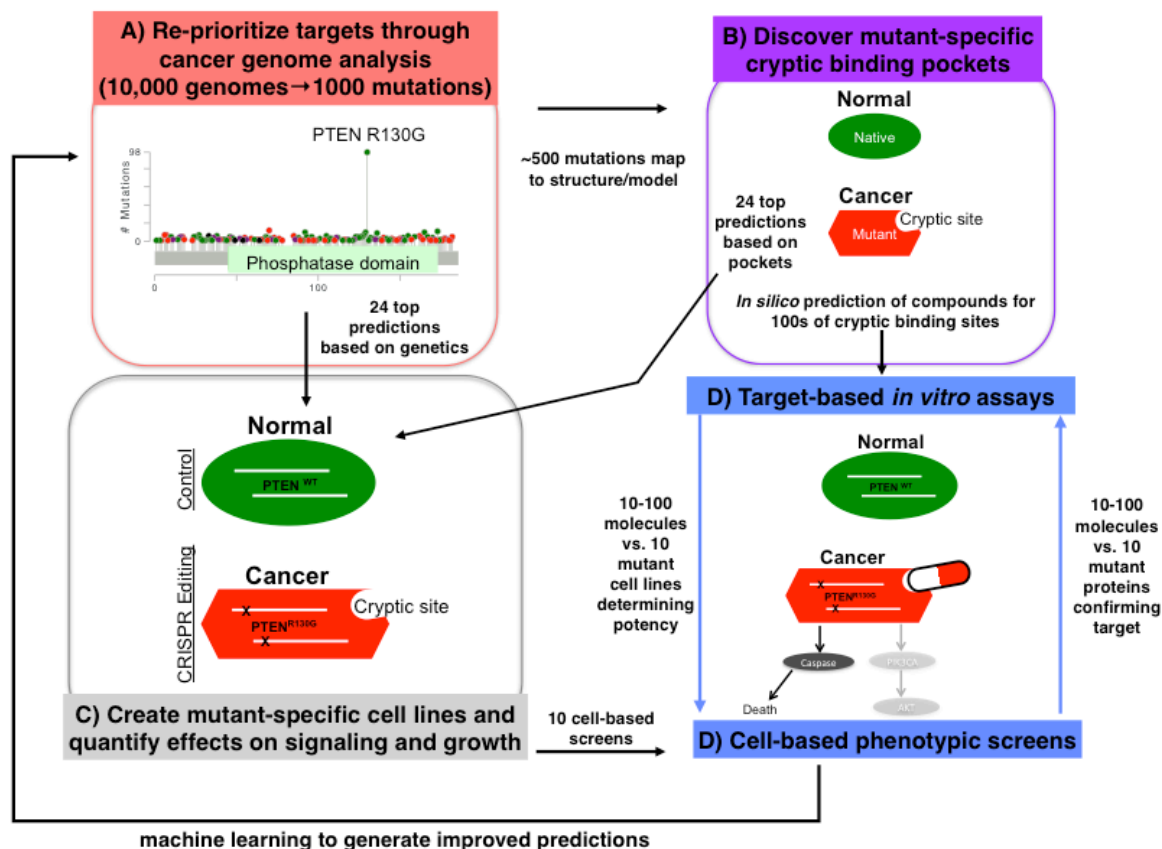 A) Re-prioritize targets through
cancer genome analysis
(10,000 genomes→1000 mutations)
PTEN R130G
# Mutations
98
0
Phosphatase domain
0
100
~500 mutations map
to structure/model
B) Discover mutant-specific
cryptic binding pockets
Normal
Native
Cancer
Mutant
Cryptic site
In silico prediction of compounds for
100s of cryptic binding sites
24 top
predictions
based on
pockets
24 top
predictions
based on genetics
Control
Normal
PTEN WT
CRISPR Editing
Cancer
Cryptic site
X
PTEN R130G
X
C) Create mutant-specific cell lines and
quantify effects on signaling and growth
10 cell-based
screens
D) Target-based in vitro assays
10-100
molecules
vs. 10
mutant
cell lines
determining
potency
Normal
PTEN WT
Cancer
X
PTEN R130G
X
Caspase
PI3CA
Death
AKT
10-100
molecules
vs. 10
mutant
proteins
confirming
target
D) Cell-based phenotypic screens
machine learning to generate improved predictions